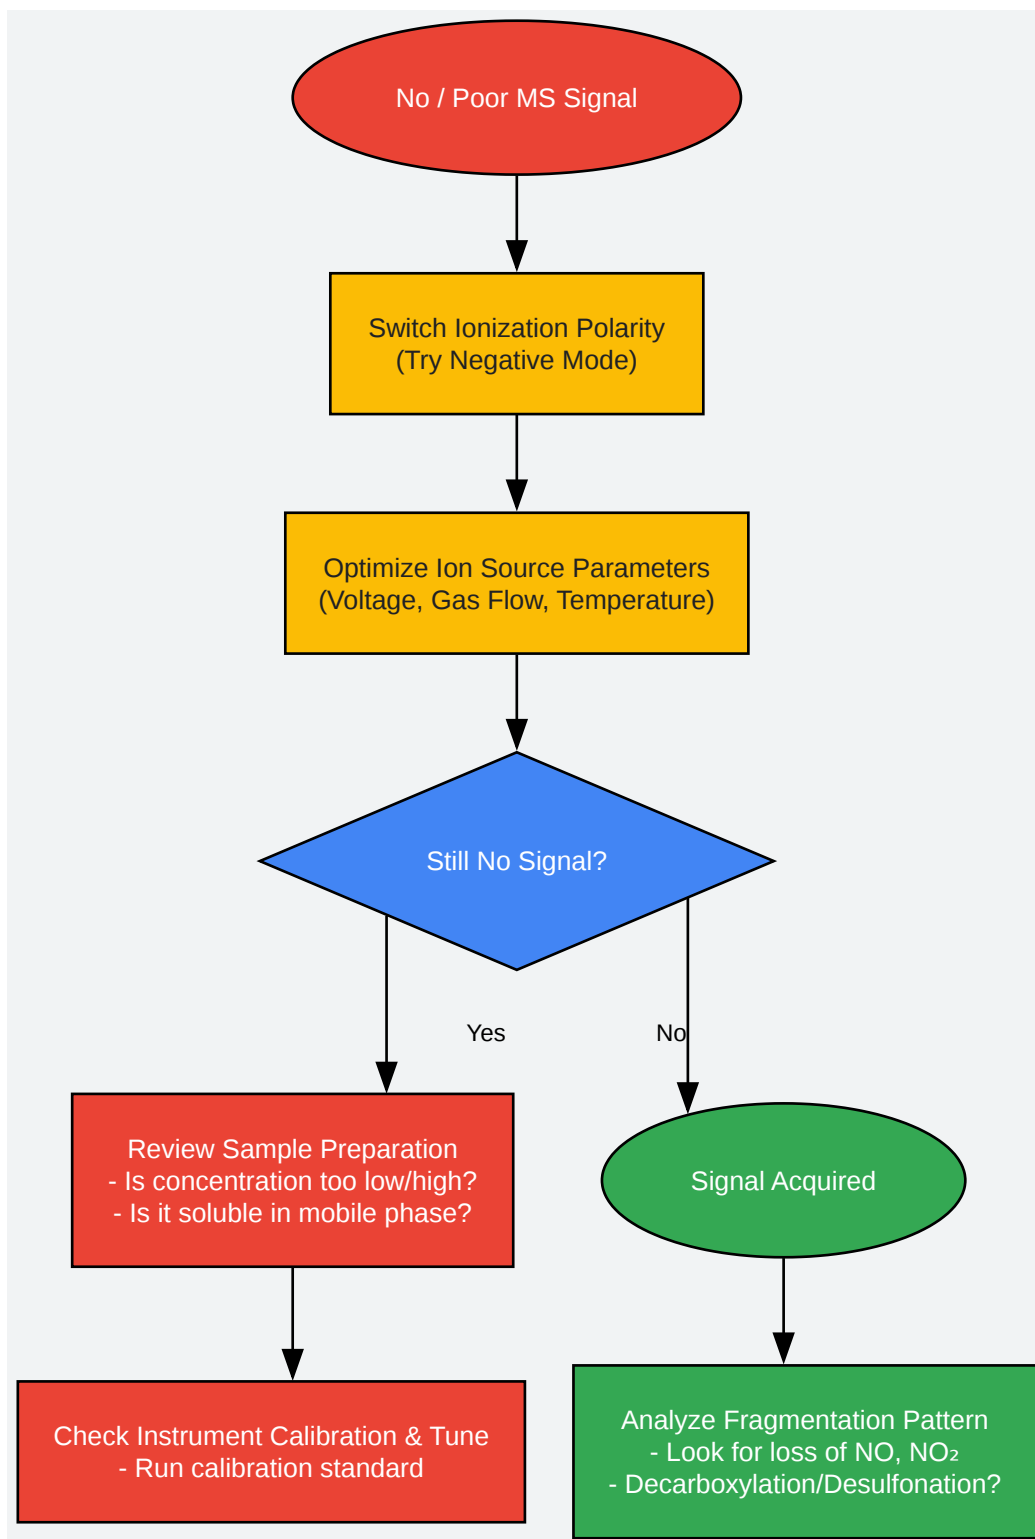 No / Poor MS Signal
Switch Ionization Polarity
(Try Negative Mode)
Optimize Ion Source Parameters
(Voltage, Gas Flow, Temperature)
Still No Signal?
Yes
No
Review Sample Preparation
- Is concentration too low/high?
- Is it soluble in mobile phase?
Signal Acquired
Check Instrument Calibration & Tune
- Run calibration standard
Analyze Fragmentation Pattern
- Look for loss of NO, NO₂
- Decarboxylation/Desulfonation?